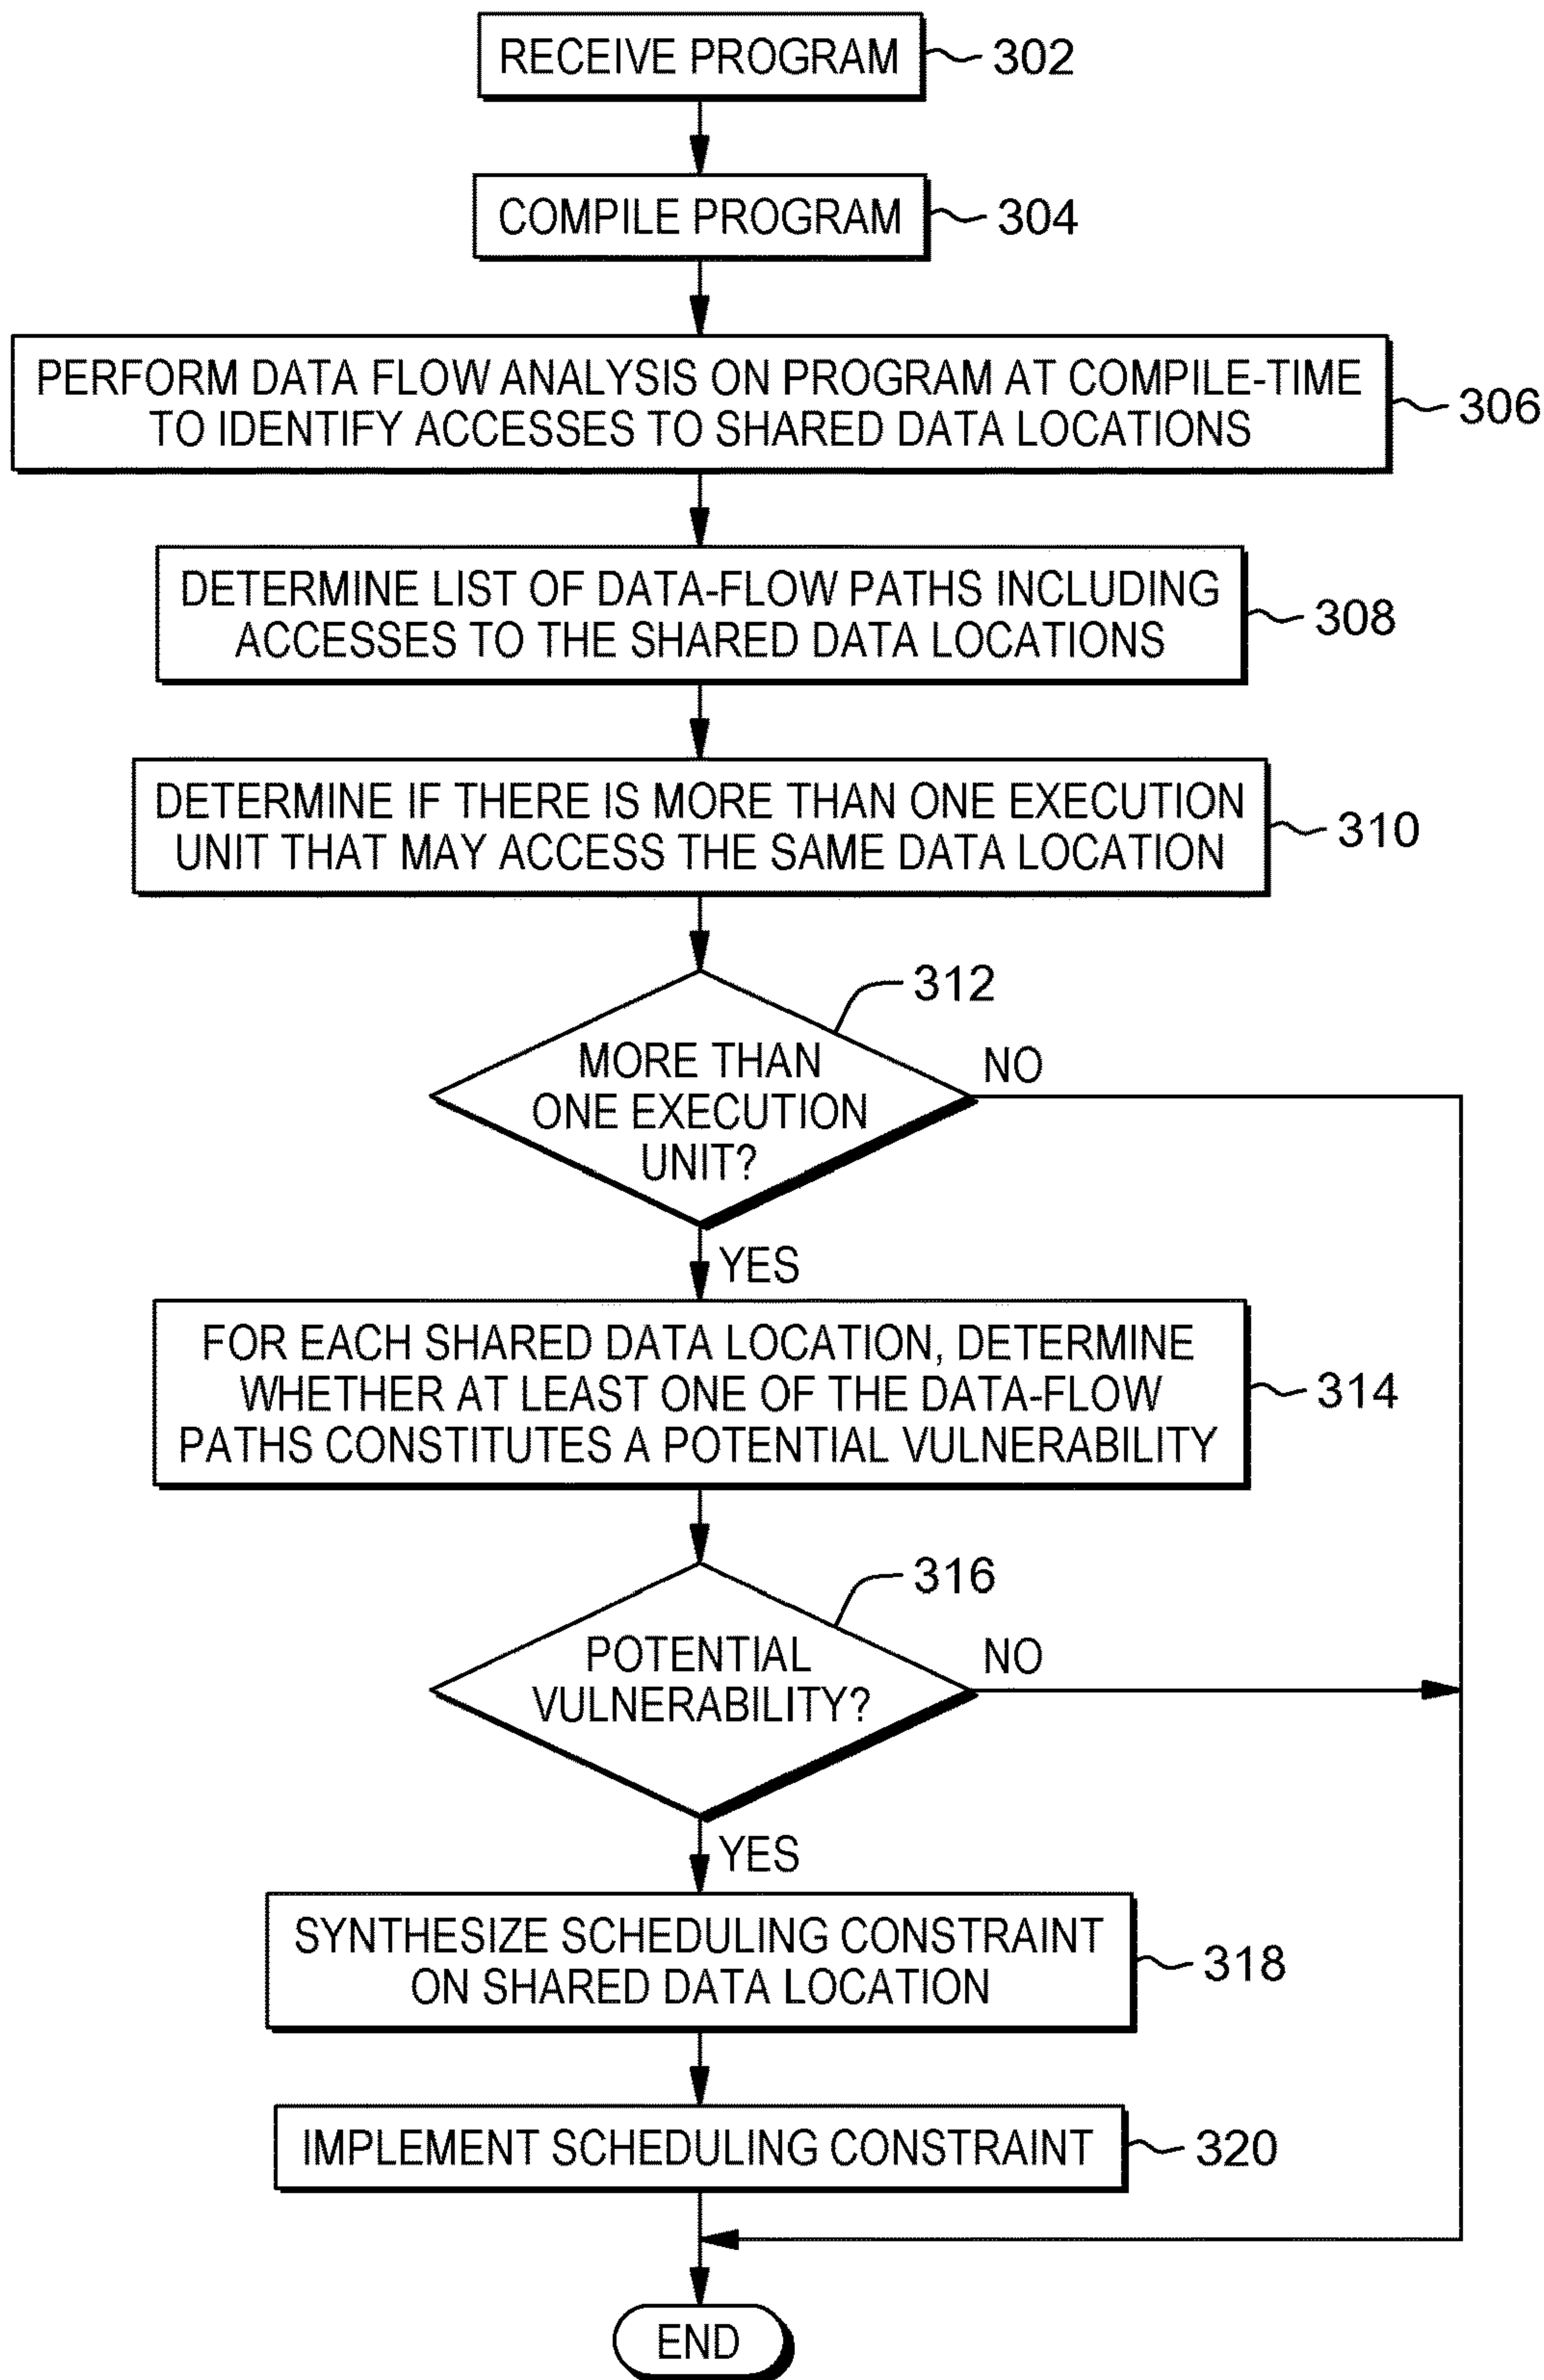 RECEIVE PROGRAM
302
COMPILE PROGRAM
304
PERFORM DATA FLOW ANALYSIS ON PROGRAM AT COMPILE-TIME
TO IDENTIFY ACCESSES TO SHARED DATA LOCATIONS
306
DETERMINE LIST OF DATA-FLOW PATHS INCLUDING
ACCESSES TO THE SHARED DATA LOCATIONS
308
DETERMINE IF THERE IS MORE THAN ONE EXECUTION
UNIT THAT MAY ACCESS THE SAME DATA LOCATION
310
312
MORE THAN
ONE EXECUTION
UNIT?
NO
YES
FOR EACH SHARED DATA LOCATION, DETERMINE
WHETHER AT LEAST ONE OF THE DATA-FLOW
PATHS CONSTITUTES A POTENTIAL VULNERABILITY
314
316
POTENTIAL
VULNERABILITY?
NO
YES
SYNTHESIZE SCHEDULING CONSTRAINT
ON SHARED DATA LOCATION
318
IMPLEMENT SCHEDULING CONSTRAINT
320
END